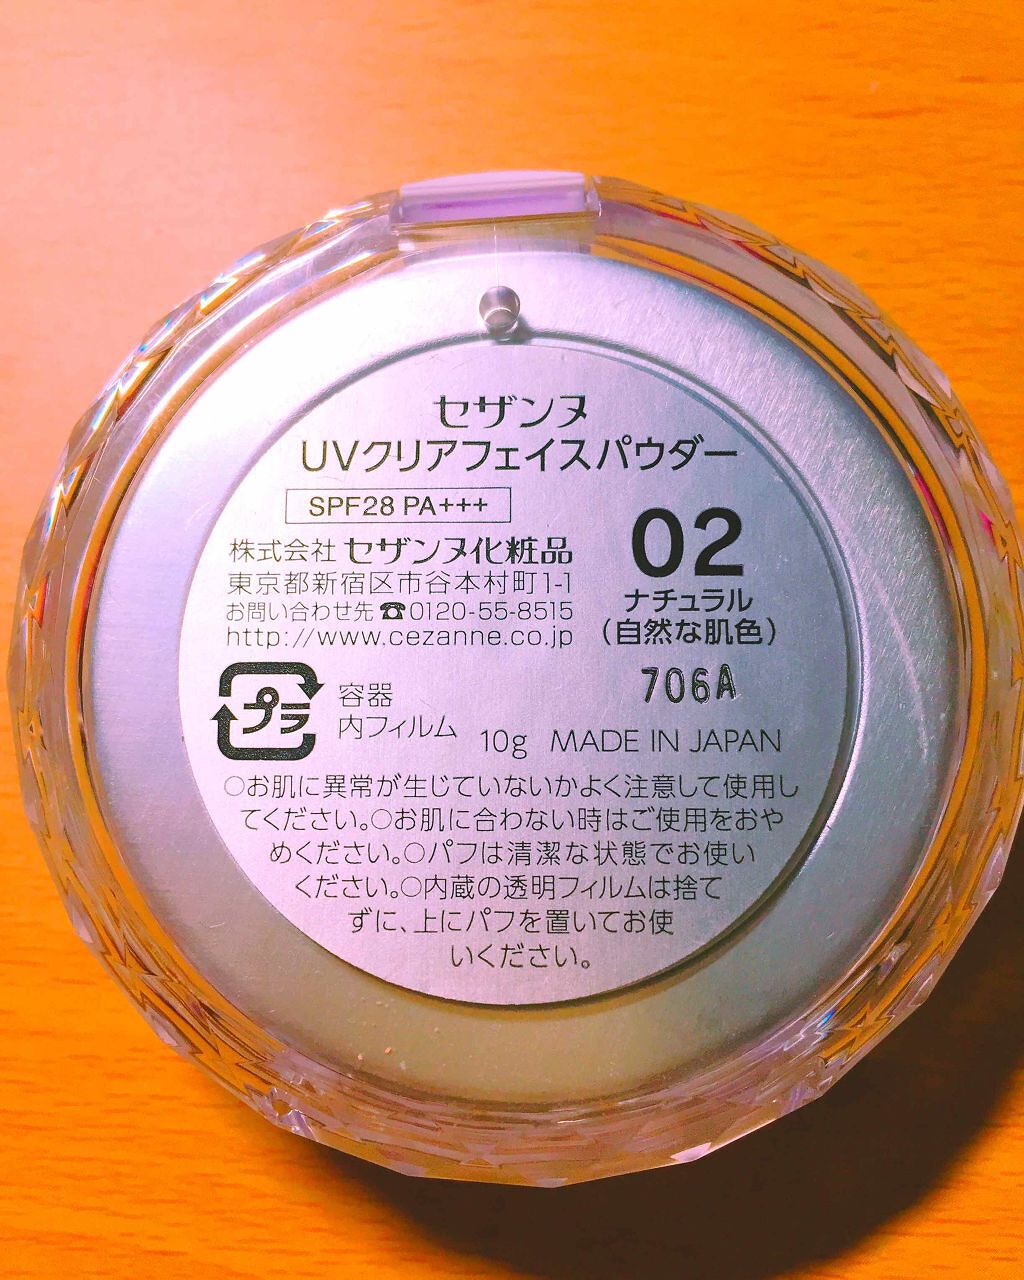 セザンヌ
UVクリアフェイスパウダー
SPF28 PA+++
02
ナチュラル
(自然な肌色)
706A
株式会社 セザンヌ化粧品
東京都新宿区市谷本村町1-1
お問い合わせ先☎0120-55-8515
http://www.cezanne.co.jp
プラ
容器
内フィルム
10g MADE IN JAPAN
○お肌に異常が生じていないかよく注意して使用し
てください。○お肌に合わない時はご使用をおや
めください。○パフは清潔な状態でお使い
ください。○内蔵の透明フィルムは捨て
ずに、上にパフを置いてお使
いください。